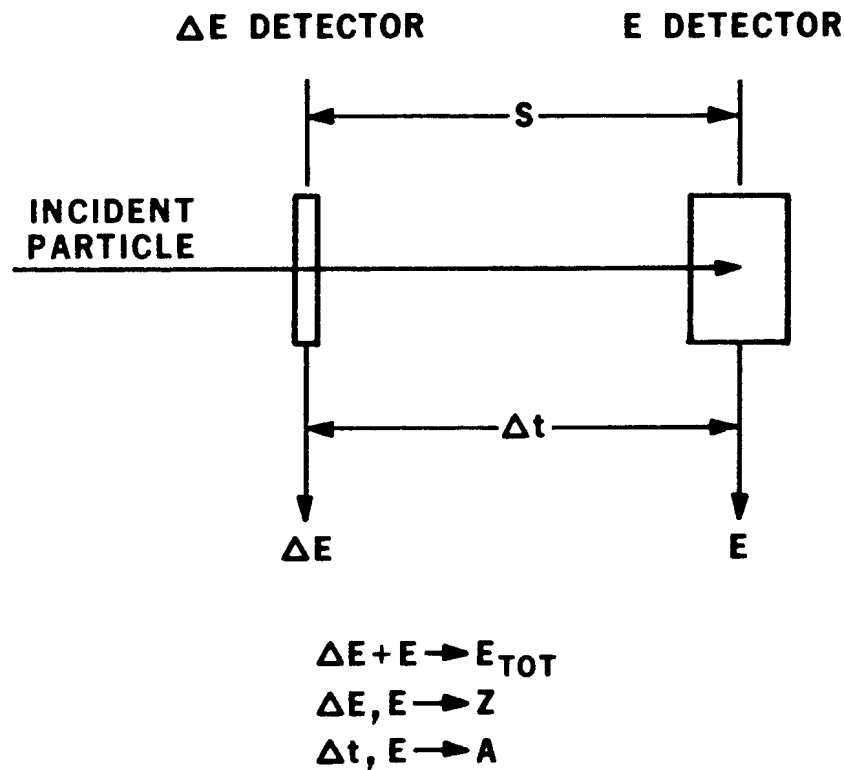 ΔE DETECTOR
E DETECTOR
S
INCIDENT
PARTICLE
Δt
ΔE
E
ΔE+E→E_TOT
ΔE,E→Z
Δt,E→A